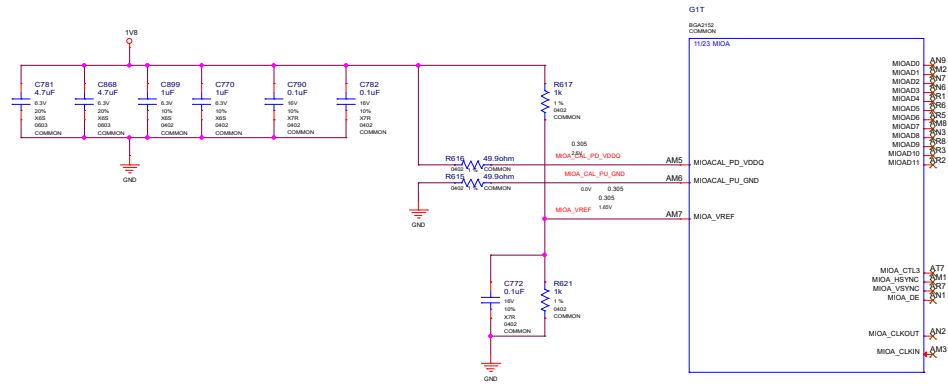 G1T
BGA2152
COMMON
11/23 MIOA
1V8
C781
4.7uF
6.3V
20%
X6S
0603
COMMON
C868
4.7uF
6.3V
20%
X6S
0603
COMMON
C899
1uF
6.3V
10%
X6S
0402
COMMON
C770
1uF
6.3V
10%
X6S
0402
COMMON
C790
0.1uF
16V
10%
X7R
0402
COMMON
C782
0.1uF
16V
10%
X7R
0402
COMMON
GND
R617
1k
1 %
0402
COMMON
R616 49.9ohm
0402 1 % COMMON
R615 49.9ohm
0402 1 % COMMON
GND
0.305
MIOA_CAL_PD_VDDQ
MIOA_CAL_PU_GND
0.0V 0.305
0.305
MIOA_VREF
AM5 MIOACAL_PD_VDDQ
AM6 MIOACAL_PU_GND
AM7 MIOA_VREF
C772
0.1uF
16V
10%
X7R
0402
COMMON
R621
1k
1 %
0402
COMMON
GND
MIOAD0 AN9
MIOAD1 AM2
MIOAD2 AN7
MIOAD3 AN6
MIOAD4 AR1
MIOAD5 AR6
MIOAD6 AR5
MIOAD7 AM8
MIOAD8 AN3
MIOAD9 AR8
MIOAD10 AR3
MIOAD11 AR2
MIOA_CTL3 AT7
MIOA_HSYNC AM1
MIOA_VSYNC AR7
MIOA_DE AN1
MIOA_CLKOUT AN2
MIOA_CLKIN AM3